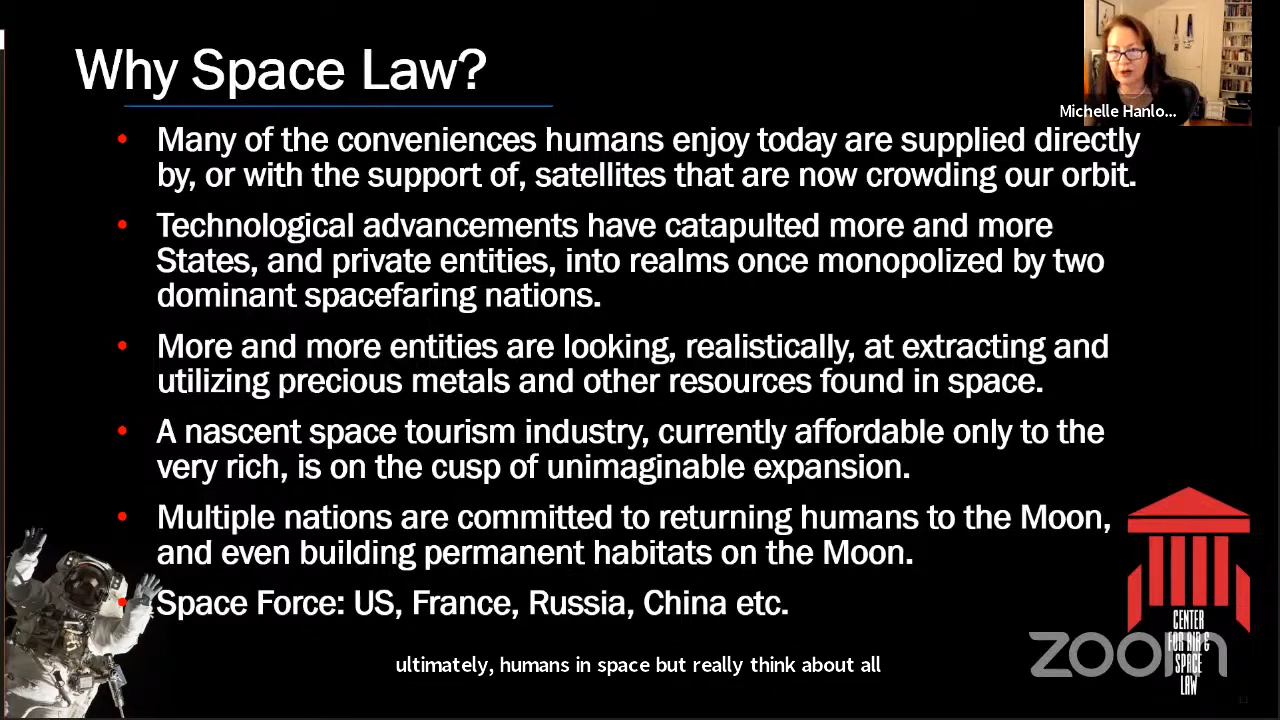 Why Space Law?
Michelle Hanlo...
• Many of the conveniences humans enjoy today are supplied directly
by, or with the support of, satellites that are now crowding our orbit.
• Technological advancements have catapulted more and more
States, and private entities, into realms once monopolized by two
dominant spacefaring nations.
• More and more entities are looking, realistically, at extracting and
utilizing precious metals and other resources found in space.
• A nascent space tourism industry, currently affordable only to the
very rich, is on the cusp of unimaginable expansion.
• Multiple nations are committed to returning humans to the Moon,
and even building permanent habitats on the Moon.
• Space Force: US, France, Russia, China etc.
CENTER
FOR AIR &
SPACE
LAW
zoom
ultimately, humans in space but really think about all